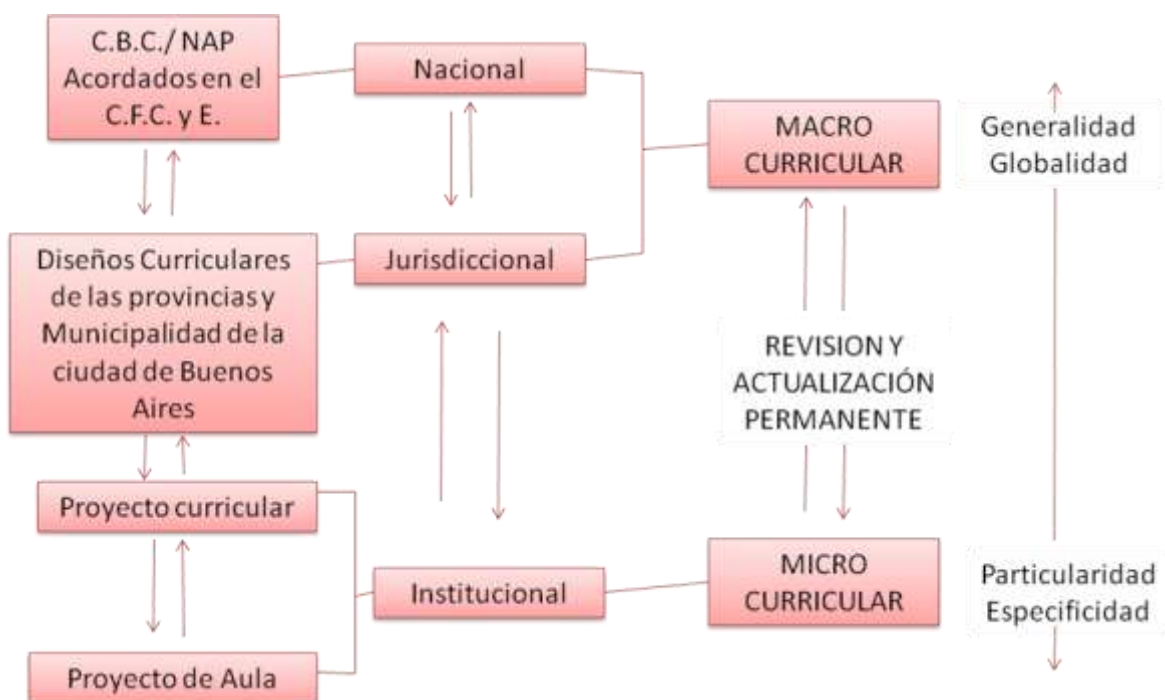 C.B.C./ NAP
Acordados en el
C.F.C. y E.
Nacional
MACRO
CURRICULAR
Generalidad
Globalidad
Diseños Curriculares
de las provincias y
Municipalidad de la
ciudad de Buenos
Aires
Jurisdiccional
REVISION Y
ACTUALIZACIÓN
PERMANENTE
Proyecto curricular
Institucional
MICRO
CURRICULAR
Particularidad
Especificidad
Proyecto de Aula